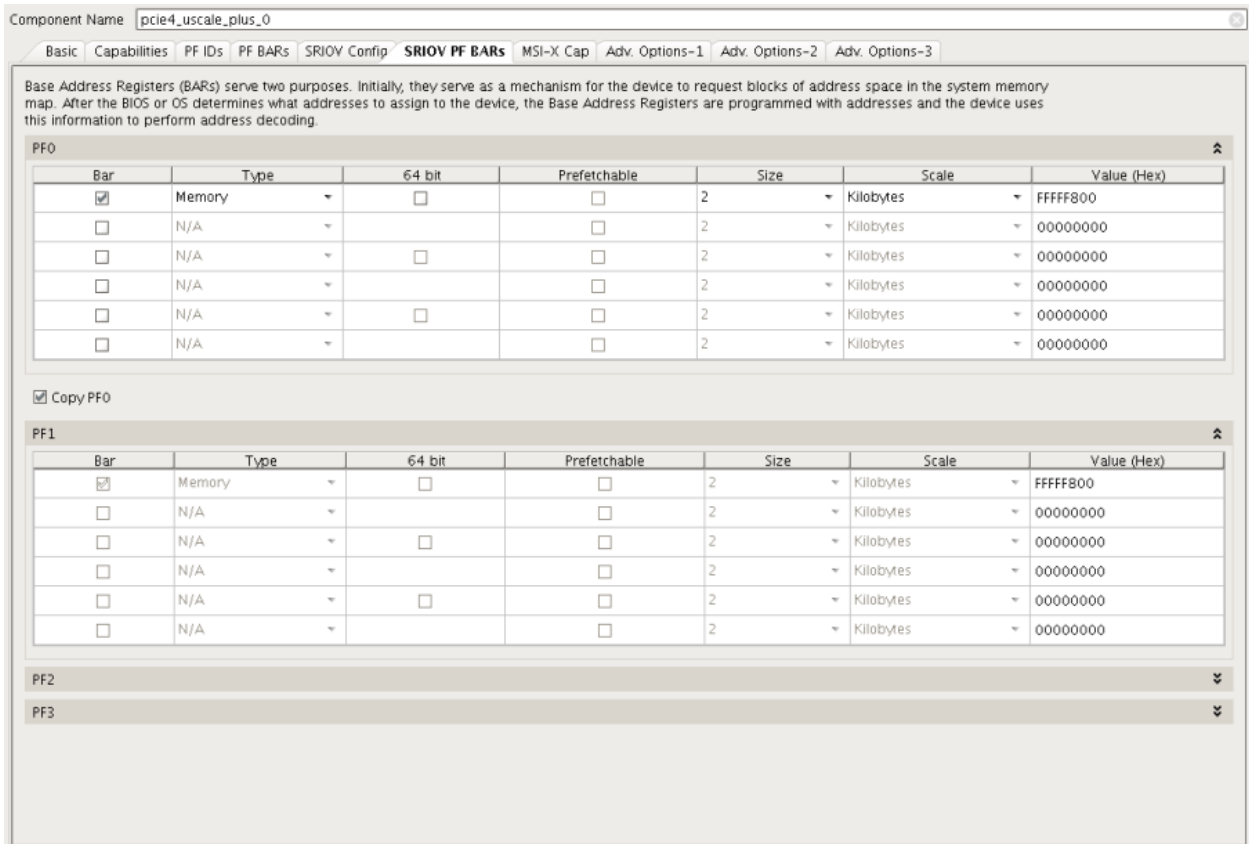 Component Name pcie4_uscale_plus_0
Basic Capabilities PF IDs PF BARs SRIOV Config SRIOV PF BARs MSI-X Cap Adv. Options-1 Adv. Options-2 Adv. Options-3
Base Address Registers (BARs) serve two purposes. Initially, they serve as a mechanism for the device to request blocks of address space in the system memory
map. After the BIOS or OS determines what addresses to assign to the device, the Base Address Registers are programmed with addresses and the device uses
this information to perform address decoding.
PF0
Bar Type 64 bit Prefetchable Size Scale Value (Hex)
Memory 2 Kilobytes FFFFF800
N/A 2 Kilobytes 00000000
N/A 2 Kilobytes 00000000
N/A 2 Kilobytes 00000000
N/A 2 Kilobytes 00000000
N/A 2 Kilobytes 00000000
Copy PF0
PF1
Bar Type 64 bit Prefetchable Size Scale Value (Hex)
Memory 2 Kilobytes FFFFF800
N/A 2 Kilobytes 00000000
N/A 2 Kilobytes 00000000
N/A 2 Kilobytes 00000000
N/A 2 Kilobytes 00000000
N/A 2 Kilobytes 00000000
PF2
PF3